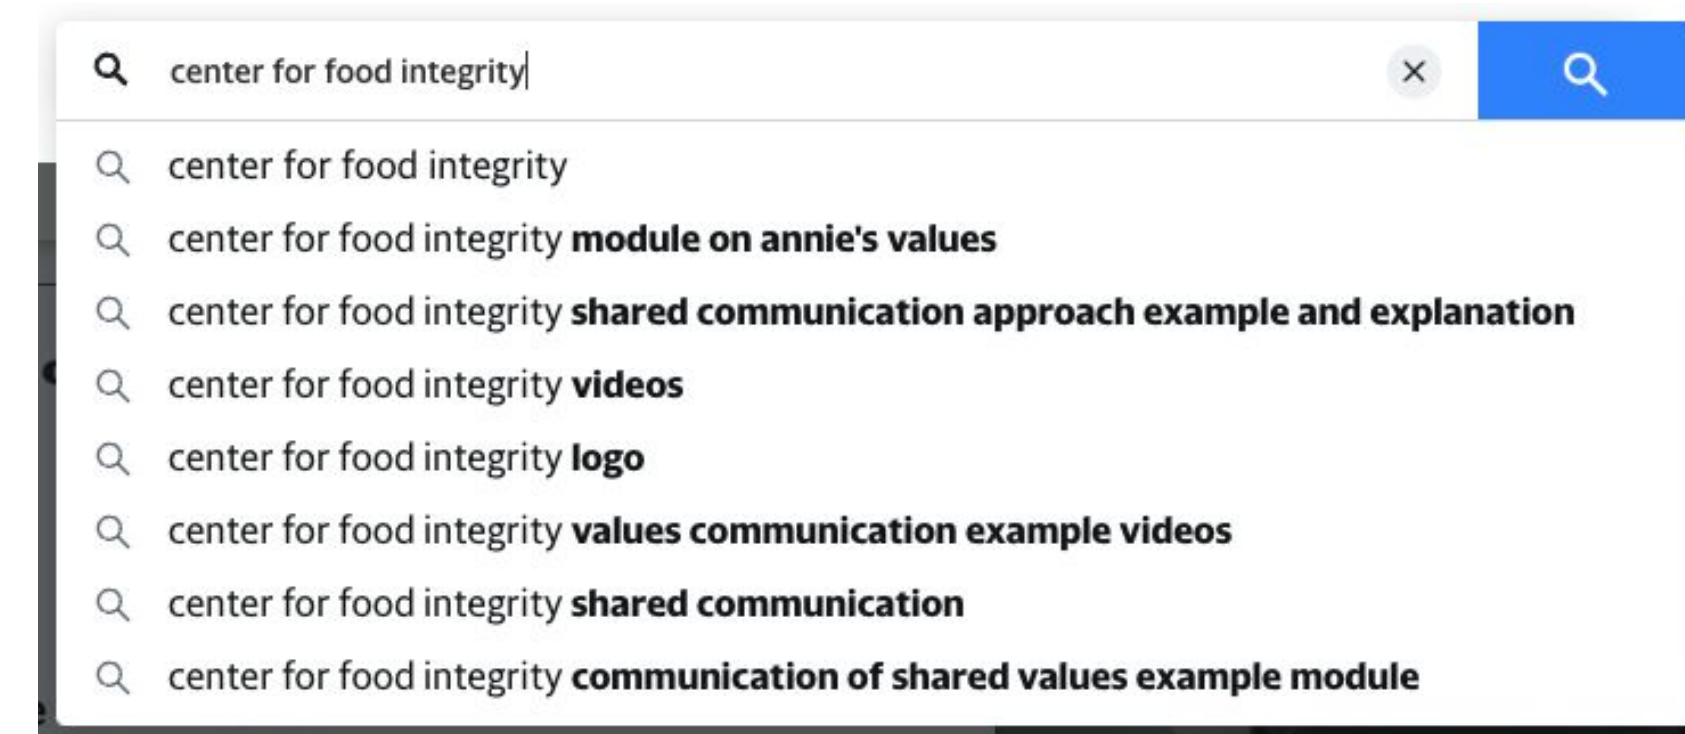 center for food integrity
center for food integrity
center for food integrity module on annie's values
center for food integrity shared communication approach example and explanation
center for food integrity videos
center for food integrity logo
center for food integrity values communication example videos
center for food integrity shared communication
center for food integrity communication of shared values example module